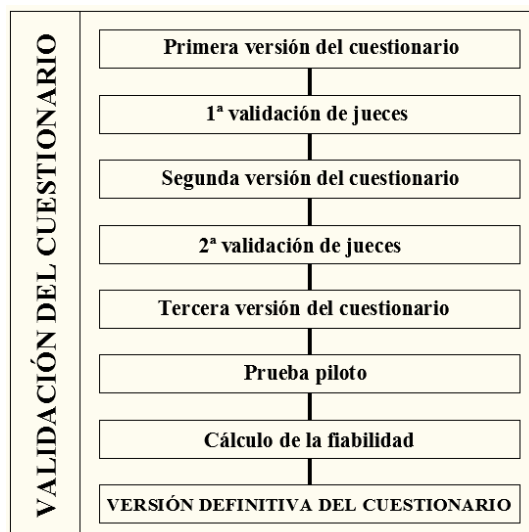 VALIDACIÓN DEL CUESTIONARIO
Primera versión del cuestionario
1ª validación de jueces
Segunda versión del cuestionario
2ª validación de jueces
Tercera versión del cuestionario
Prueba piloto
Cálculo de la fiabilidad
VERSIÓN DEFINITIVA DEL CUESTIONARIO